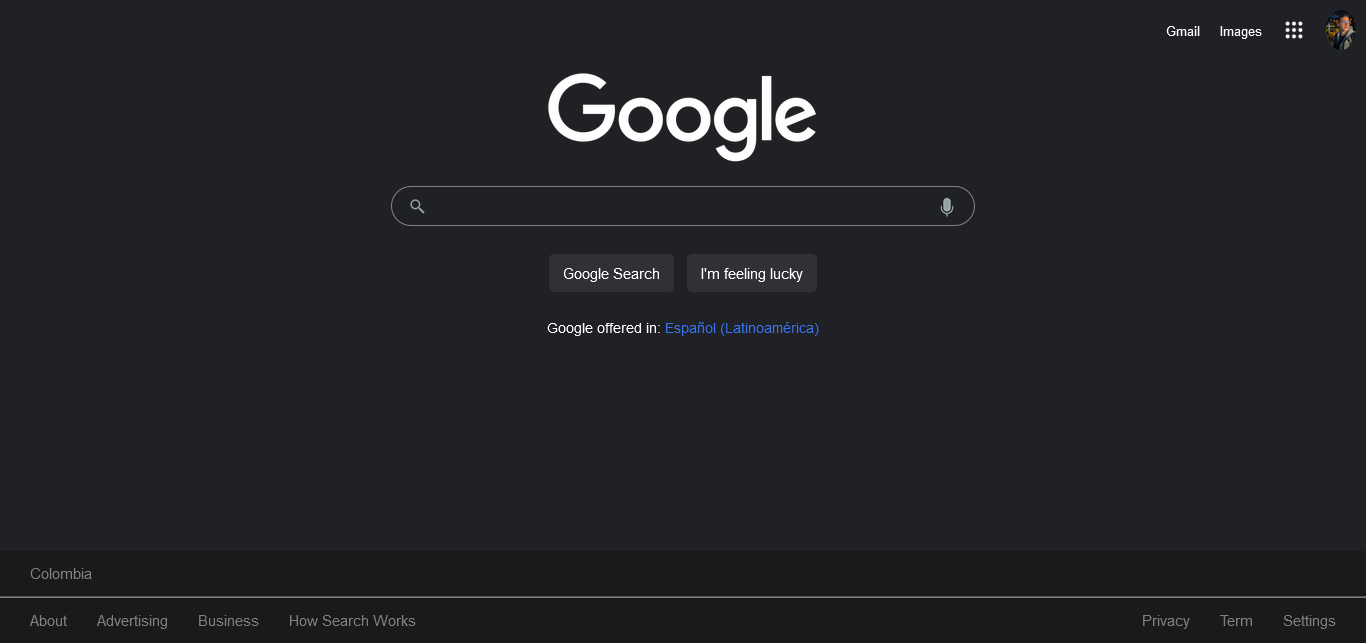 Gmail Images
Google
Google Search I'm feeling lucky
Google offered in: Español (Latinoamérica)
Colombia
About Advertising Business How Search Works Privacy Term Settings